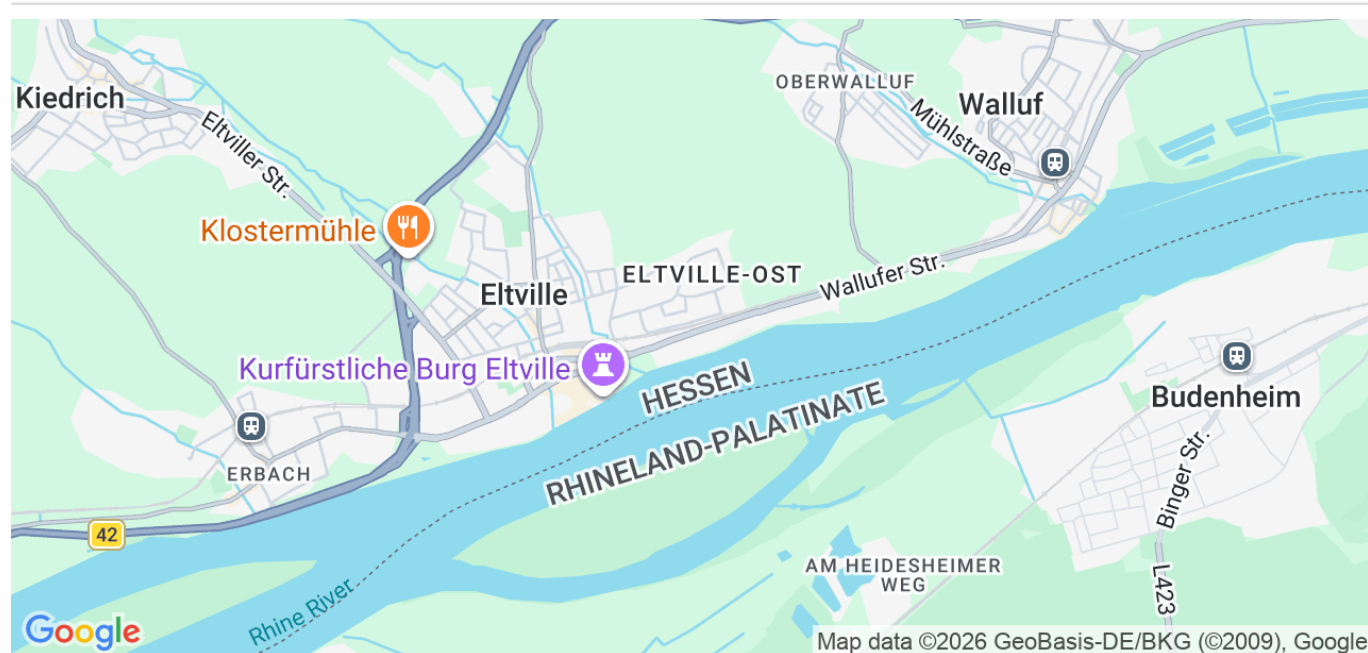 OBERWALLUF
Kiedrich
Walluf
Mühlstraße
Eltviller Str.
Klostermühle
ELTVILLE-OST
Wallufer Str.
Eltville
Kurfürstliche Burg Eltville
HESSEN
RHINELAND-PALATINATE
Budenheim
Binger Str.
ERBACH
42
AM HEIDESHEIMER
WEG
L423
Rhine River
Google
Map data ©2026 GeoBasis-DE/BKG (©2009), Google